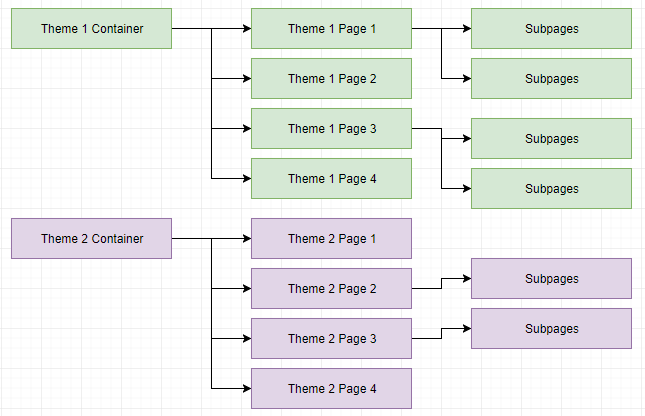 Theme 1 Container
Theme 1 Page 1
Subpages
Theme 1 Page 2
Subpages
Theme 1 Page 3
Subpages
Theme 1 Page 4
Subpages
Theme 2 Container
Theme 2 Page 1
Theme 2 Page 2
Subpages
Theme 2 Page 3
Subpages
Theme 2 Page 4